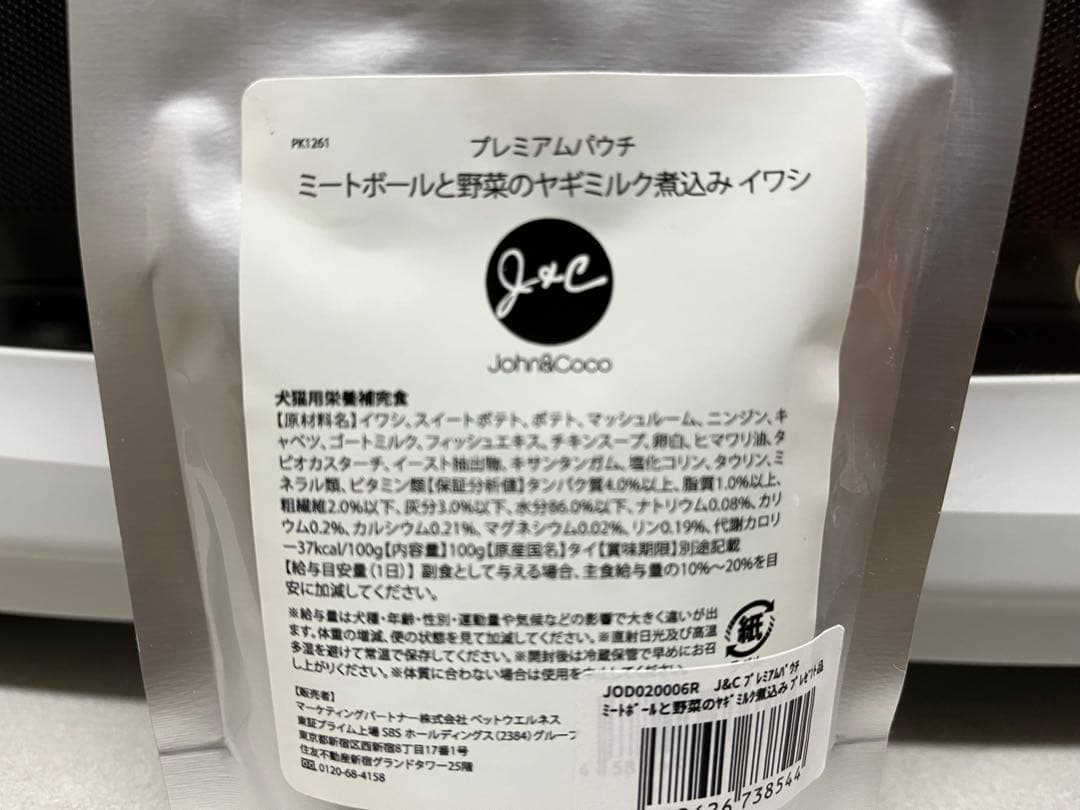 PK1261
プレミアムパウチ
ミートボールと野菜のヤギミルク煮込み イワシ
J&C
John&Coco
犬猫用栄養補完食
【原材料名】イワシ、スイートポテト、ポテト、マッシュルーム、ニンジン、キ
ャベツ、ゴートミルク、フィッシュエキス、チキンスープ、卵白、ヒマワリ油、タ
ピオカスターチ、イースト抽出物、キサンタンガム、塩化コリン、タウリン、ミ
ネラル類、ビタミン類【保証分析値】タンパク質4.0%以上、脂質1.0%以上、
粗繊維2.0%以下、灰分3.0%以下、水分86.0%以下、ナトリウム0.08%、カリ
ウム0.2%、カルシウム0.21%、マグネシウム0.02%、リン0.19%、代謝カロリ
ー37kcal/100g【内容量】100g【原産国名】タイ【賞味期限】別途記載
【給与目安量(1日)】 副食として与える場合、主食給与量の10%～20%を目
安に加減してください。
※給与量は犬種・年齢・性別・運動量や気候などの影響で大きく違いが出
ます。体重の増減、便の状態を見て加減してください。※直射日光及び高温
多湿を避けて常温で保存してください。※開封後は冷蔵保管で早めにお召
し上がりください。※体質に合わない場合は使用を
紙
【販売者】
マーケティングパートナー株式会社 ペットウエルネス
東証プライム上場 SBS ホールディングス(2384)グループ
東京都新宿区西新宿8丁目17番1号
住友不動産新宿グランドタワー25階
0120-68-4158
JOD020006R J&C ﾌﾟﾚﾐｱﾑﾊﾟｳﾁ
ﾐｰﾄﾎﾞｰﾙと野菜のﾔｷﾞﾐﾙｸ煮込み ﾌﾟﾚｾﾞﾝﾄ品
738544